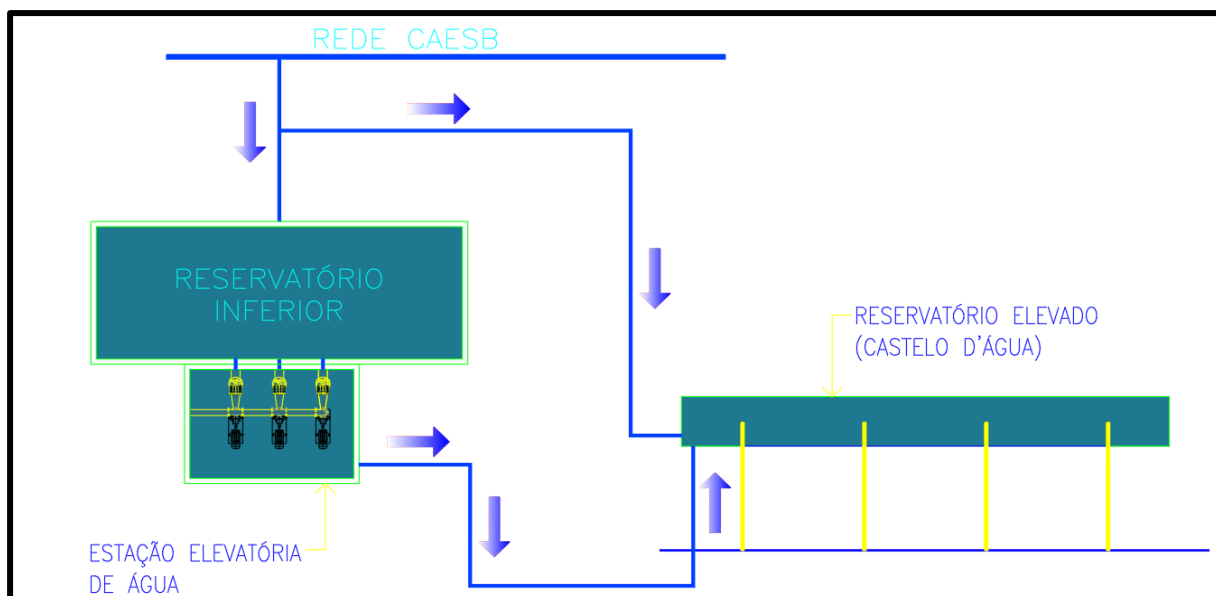 REDE CAESB
RESERVATÓRIO
INFERIOR
RESERVATÓRIO ELEVADO
(CASTELO D'ÁGUA)
ESTAÇÃO ELEVATÓRIA
DE ÁGUA